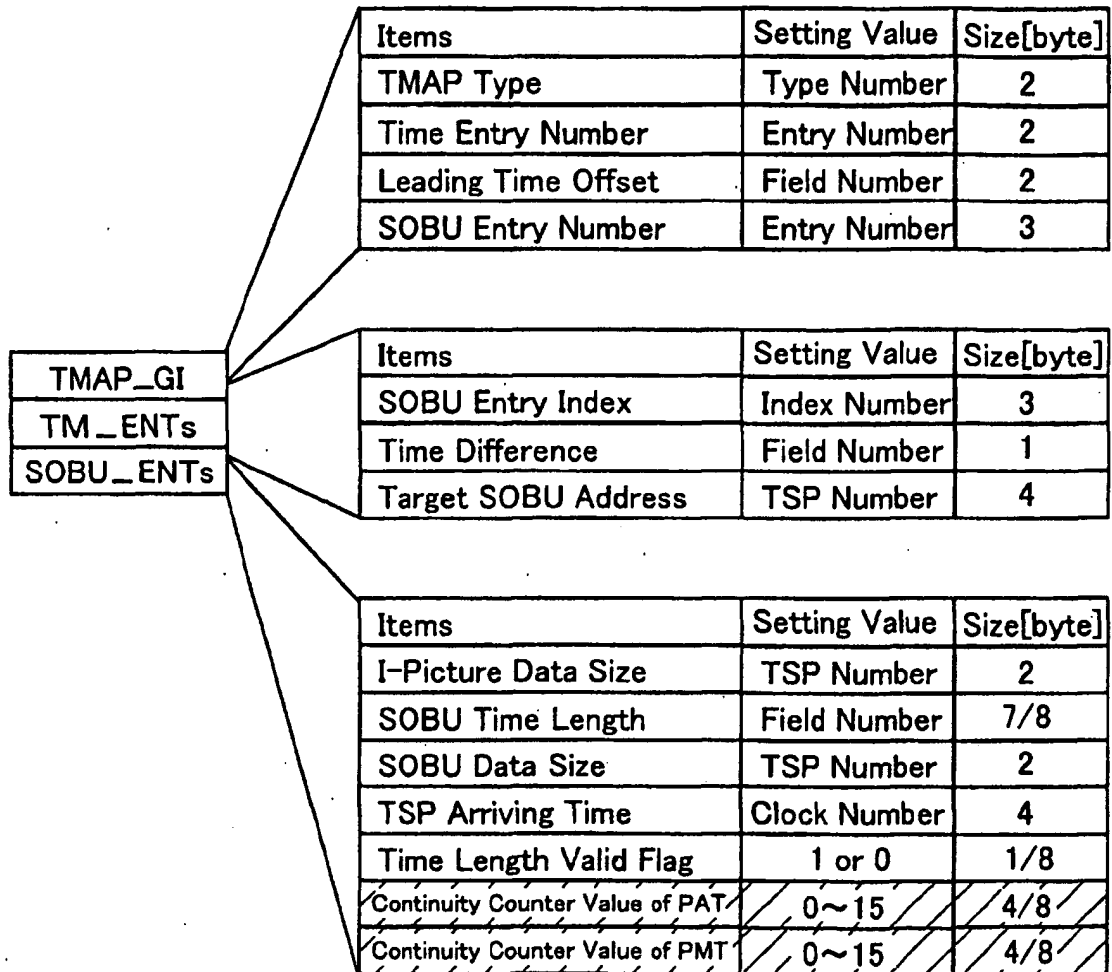 Items Setting Value Size[byte]
TMAP Type Type Number 2
Time Entry Number Entry Number 2
Leading Time Offset Field Number 2
SOBU Entry Number Entry Number 3
TMAP_GI
TM_ENTs
SOBU_ENTs
Items Setting Value Size[byte]
SOBU Entry Index Index Number 3
Time Difference Field Number 1
Target SOBU Address TSP Number 4
Items Setting Value Size[byte]
I-Picture Data Size TSP Number 2
SOBU Time Length Field Number 7/8
SOBU Data Size TSP Number 2
TSP Arriving Time Clock Number 4
Time Length Valid Flag 1 or 0 1/8
Continuity Counter Value of PAT 0~15 4/8
Continuity Counter Value of PMT 0~15 4/8